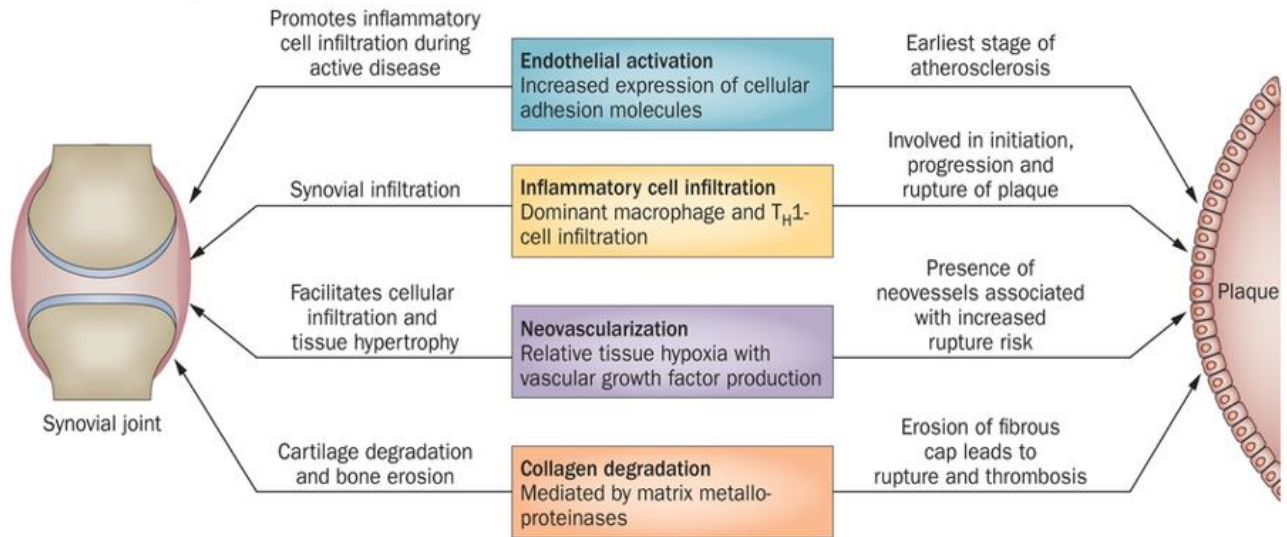 Promotes inflammatory
cell infiltration during
active disease
Endothelial activation
Increased expression of cellular
adhesion molecules
Earliest stage of
atherosclerosis
Synovial infiltration
Inflammatory cell infiltration
Dominant macrophage and TH1-
cell infiltration
Involved in initiation,
progression and
rupture of plaque
Facilitates cellular
infiltration and
tissue hypertrophy
Neovascularization
Relative tissue hypoxia with
vascular growth factor production
Presence of
neovessels associated
with increased
rupture risk
Plaque
Synovial joint
Cartilage degradation
and bone erosion
Collagen degradation
Mediated by matrix metallo-
proteinases
Erosion of fibrous
cap leads to
rupture and thrombosis